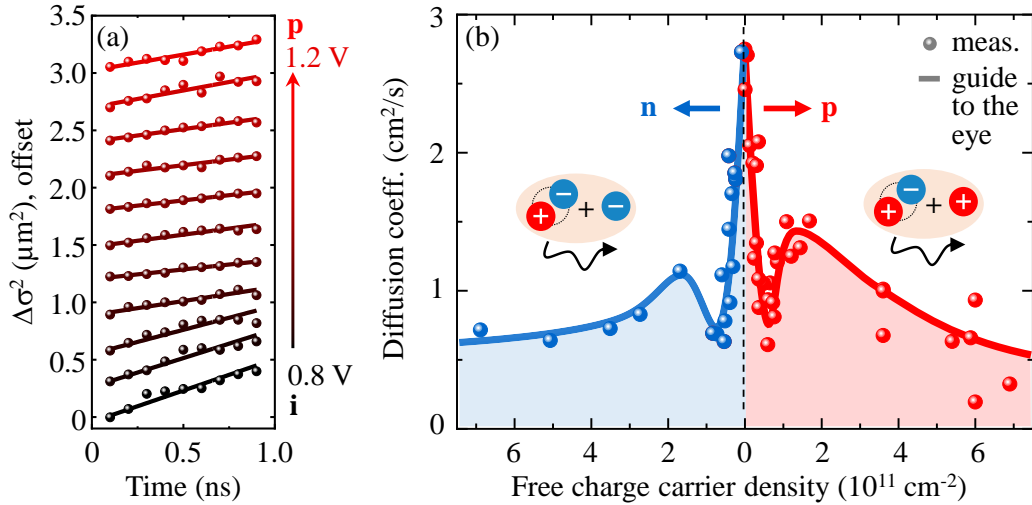 (a)
p
1.2 V
0.8 V
i
3.5
3.0
2.5
2.0
1.5
1.0
0.5
0
Δσ² (μm²), offset
0
0.5
1.0
Time (ns)
(b)
meas.
guide
to the
eye
n
p
− + + −
− + + +
3
2
1
0
Diffusion coeff. (cm²/s)
6 4 2 0 2 4 6
Free charge carrier density (10¹¹ cm⁻²)